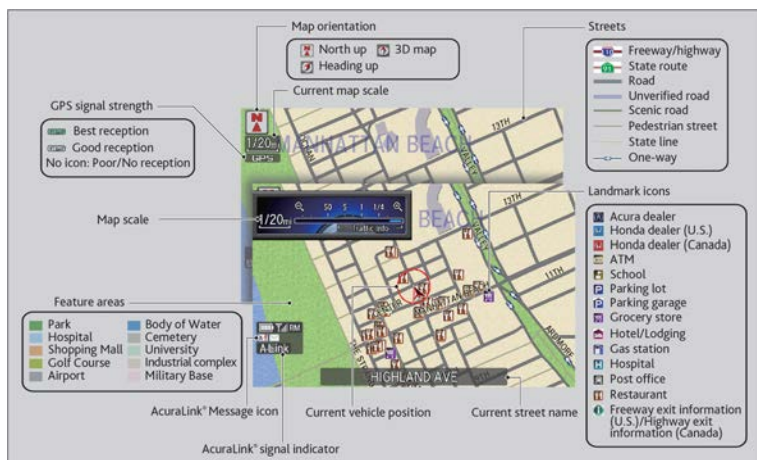 Map orientation
North up
3D map
Heading up
Current map scale
GPS signal strength
Best reception
Good reception
No icon: Poor/No reception
Map scale
Feature areas
Park
Hospital
Shopping Mall
Golf Course
Airport
Body of Water
Cemetery
University
Industrial complex
Military Base
AcuraLink® Message icon
AcuraLink® signal indicator
Current vehicle position
Current street name
Streets
Freeway/highway
State route
Road
Unverified road
Scenic road
Pedestrian street
State line
One-way
Landmark icons
Acura dealer
Honda dealer (U.S.)
Honda dealer (Canada)
ATM
School
Parking lot
Parking garage
Grocery store
Hotel/Lodging
Gas station
Hospital
Post office
Restaurant
Freeway exit information
(U.S.)/Highway exit
information (Canada)
N
1/20mi
GPS
MANHATTAN BEACH
13TH
VALLEY
1/20mi
50 5 1 1/4
Traffic info
BEACH
13TH
VALLEY
11TH
MANHATTAN BEACH
ARDMORE
RM
A-Link
HIGHLAND AVE